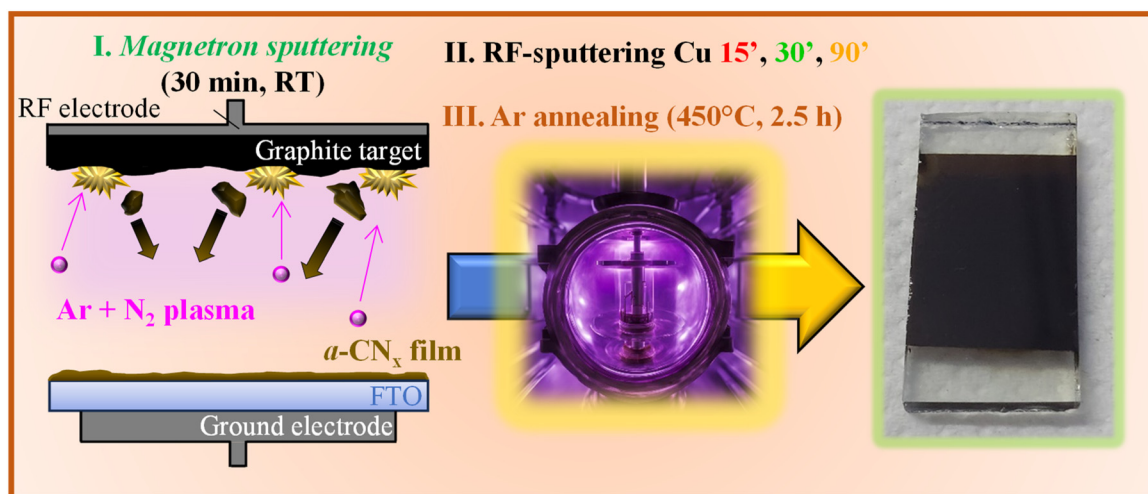 I. Magnetron sputtering
(30 min, RT)
RF electrode
Graphite target
Ar + N₂ plasma
a-CNₓ film
FTO
Ground electrode
II. RF-sputtering Cu 15’, 30’, 90’
III. Ar annealing (450°C, 2.5 h)